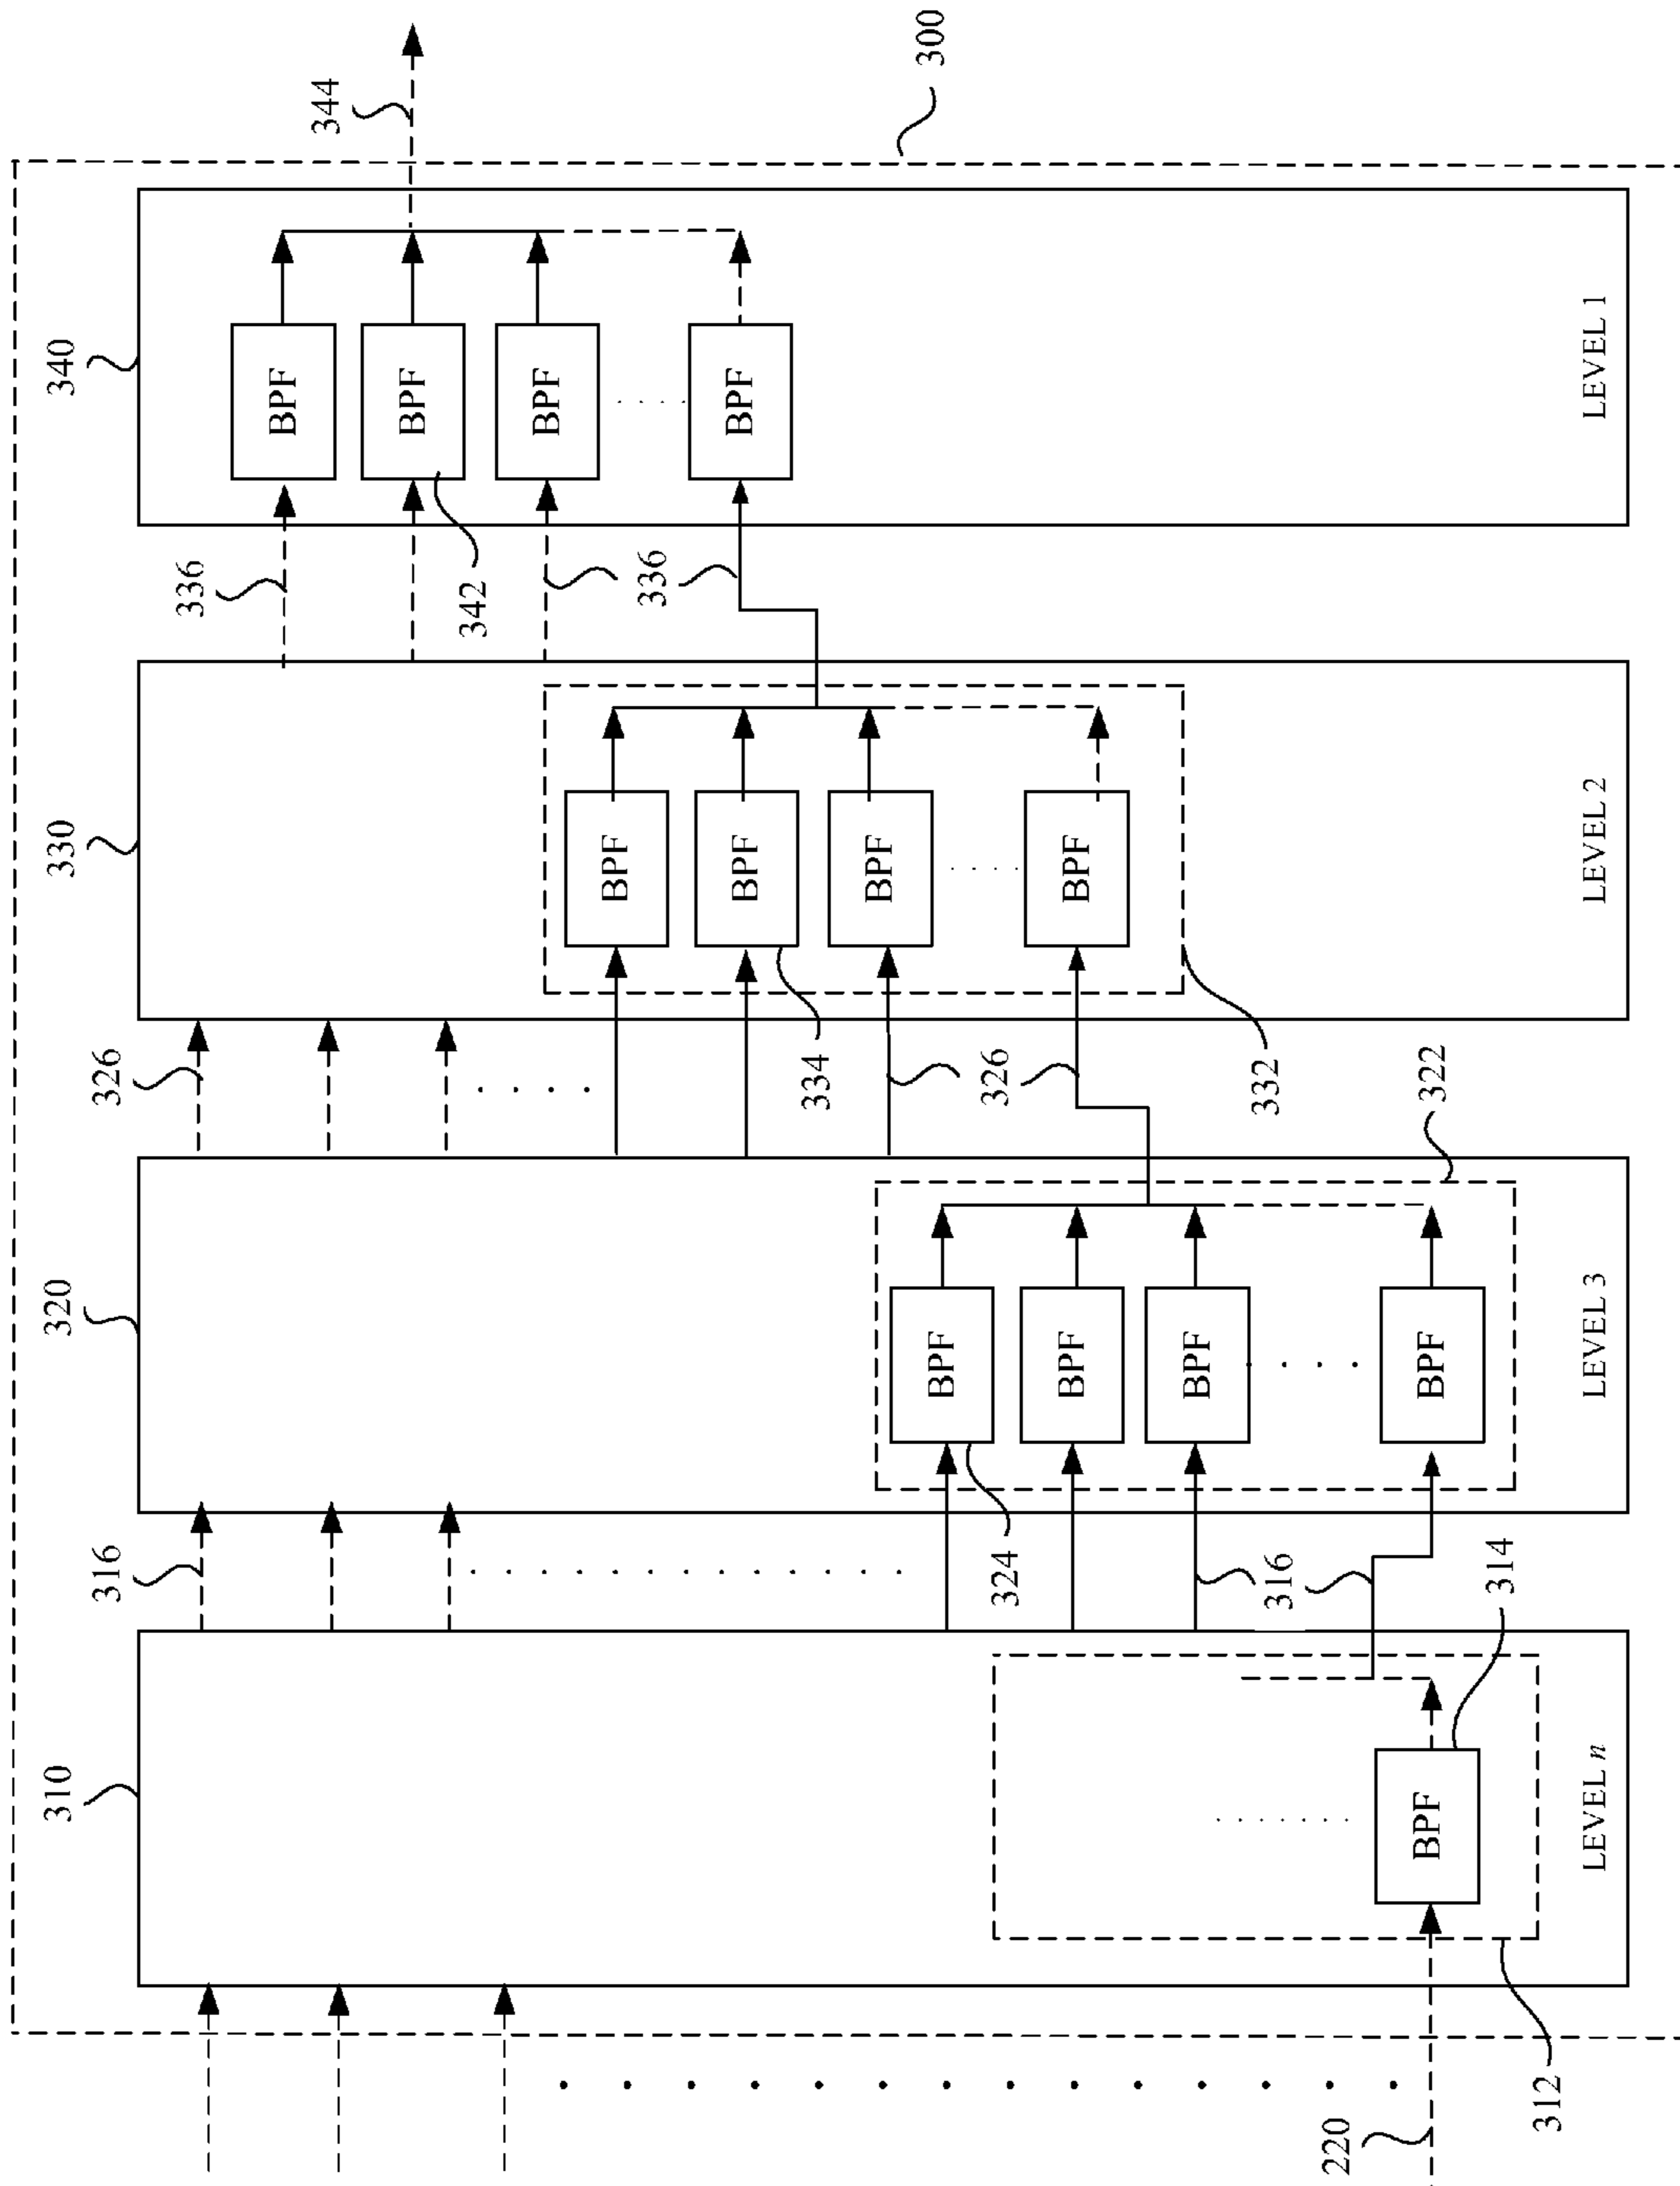 300
344
340
BPF
BPF
BPF
BPF
LEVEL 1
336
342
336
330
BPF
BPF
BPF
BPF
LEVEL 2
326
334
326
332
322
320
BPF
BPF
BPF
BPF
LEVEL 3
316
324
316
314
310
BPF
LEVEL n
220
312